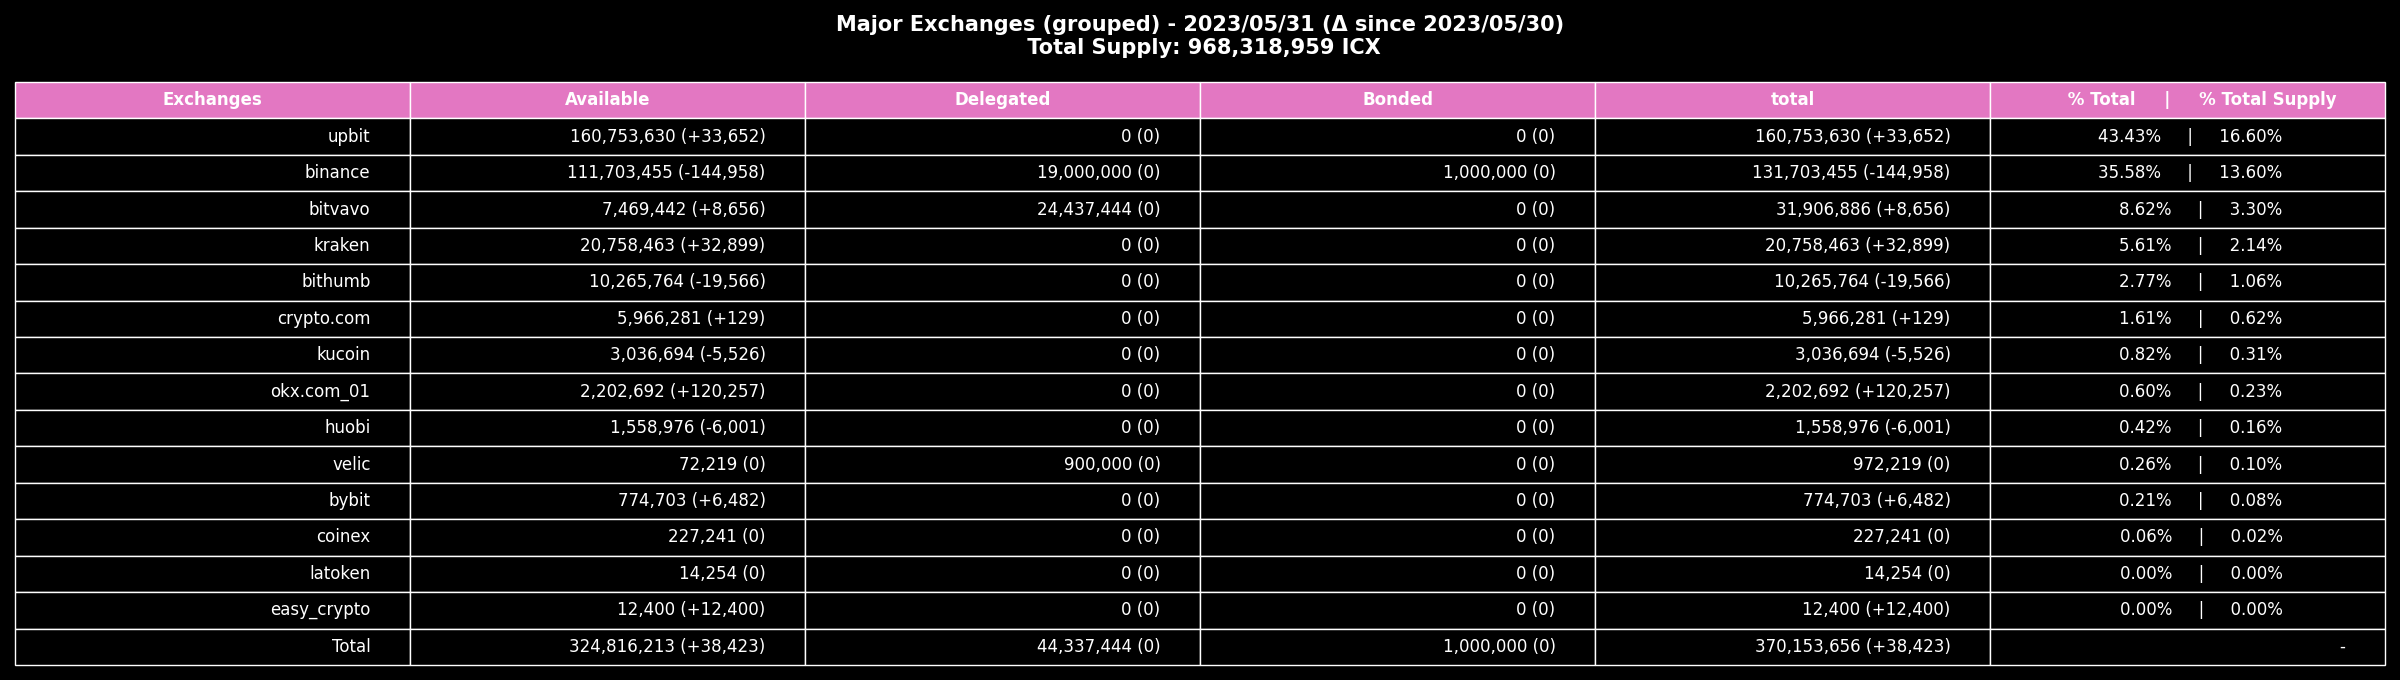 Major Exchanges (grouped) - 2023/05/31 (Δ since 2023/05/30)
Total Supply: 968,318,959 ICX
Exchanges Available Delegated Bonded total % Total | % Total Supply
upbit 160,753,630 (+33,652) 0 (0) 0 (0) 160,753,630 (+33,652) 43.43% | 16.60%
binance 111,703,455 (-144,958) 19,000,000 (0) 1,000,000 (0) 131,703,455 (-144,958) 35.58% | 13.60%
bitvavo 7,469,442 (+8,656) 24,437,444 (0) 0 (0) 31,906,886 (+8,656) 8.62% | 3.30%
kraken 20,758,463 (+32,899) 0 (0) 0 (0) 20,758,463 (+32,899) 5.61% | 2.14%
bithumb 10,265,764 (-19,566) 0 (0) 0 (0) 10,265,764 (-19,566) 2.77% | 1.06%
crypto.com 5,966,281 (+129) 0 (0) 0 (0) 5,966,281 (+129) 1.61% | 0.62%
kucoin 3,036,694 (-5,526) 0 (0) 0 (0) 3,036,694 (-5,526) 0.82% | 0.31%
okx.com_01 2,202,692 (+120,257) 0 (0) 0 (0) 2,202,692 (+120,257) 0.60% | 0.23%
huobi 1,558,976 (-6,001) 0 (0) 0 (0) 1,558,976 (-6,001) 0.42% | 0.16%
velic 72,219 (0) 900,000 (0) 0 (0) 972,219 (0) 0.26% | 0.10%
bybit 774,703 (+6,482) 0 (0) 0 (0) 774,703 (+6,482) 0.21% | 0.08%
coinex 227,241 (0) 0 (0) 0 (0) 227,241 (0) 0.06% | 0.02%
latoken 14,254 (0) 0 (0) 0 (0) 14,254 (0) 0.00% | 0.00%
easy_crypto 12,400 (+12,400) 0 (0) 0 (0) 12,400 (+12,400) 0.00% | 0.00%
Total 324,816,213 (+38,423) 44,337,444 (0) 1,000,000 (0) 370,153,656 (+38,423) -